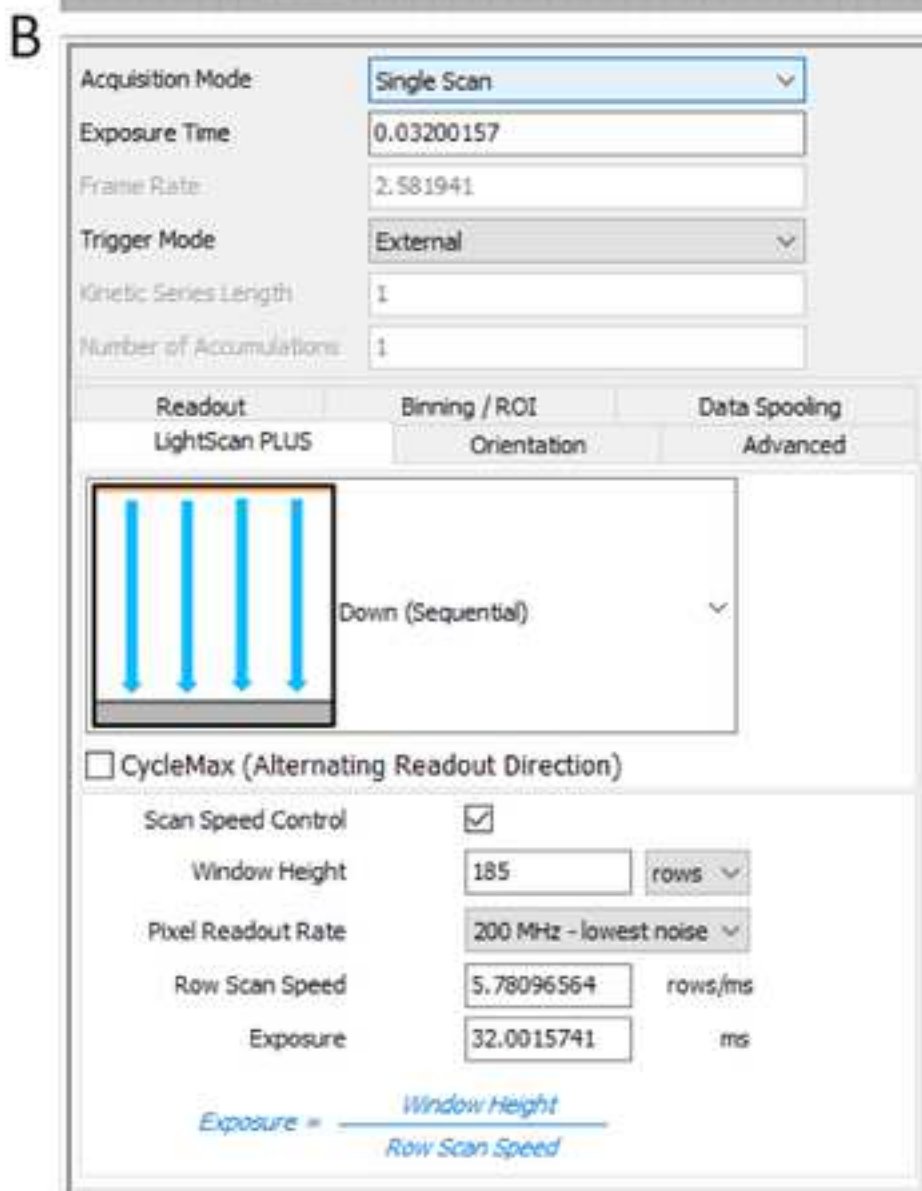 B
Acquisition Mode Single Scan
Exposure Time 0.03200157
Frame Rate 2.581941
Trigger Mode External
Kinetic Series Length 1
Number of Accumulations 1
Readout Binning / ROI Data Spooling
LightScan PLUS Orientation Advanced
Down (Sequential)
CycleMax (Alternating Readout Direction)
Scan Speed Control
Window Height 185 rows
Pixel Readout Rate 200 MHz - lowest noise
Row Scan Speed 5.78096564 rows/ms
Exposure 32.0015741 ms
Exposure = Window Height
Row Scan Speed